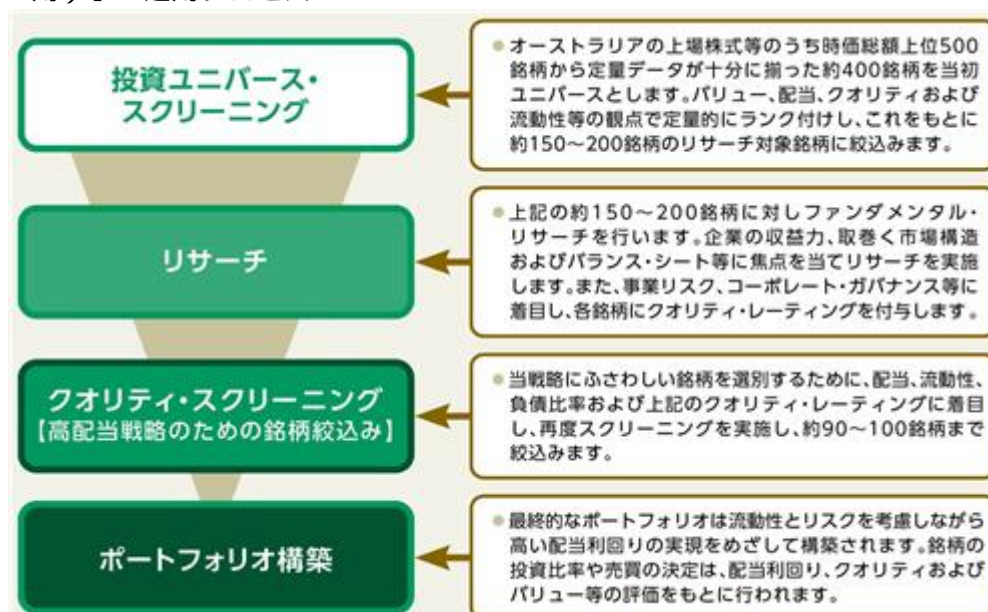 投資ユニバース・
スクリーニング
●オーストラリアの上場株式等のうち時価総額上位500
銘柄から定量データが十分に揃った約400銘柄を当初
ユニバースとします。バリュー、配当、クオリティおよび
流動性等の観点で定量的にランク付けし、これをもとに
約150~200銘柄のリサーチ対象銘柄に絞込みます。
リサーチ
●上記の約150~200銘柄に対しファンダメンタル・
リサーチを行います。企業の収益力、取巻く市場構造
およびバランス・シート等に焦点を当てリサーチを実施
します。また、事業リスク、コーポレート・ガバナンス等に
着目し、各銘柄にクオリティ・レーティングを付与します。
クオリティ・スクリーニング
【高配当戦略のための銘柄絞込み】
●当戦略にふさわしい銘柄を選別するために、配当、流動性、
負債比率および上記のクオリティ・レーティングに着目
し、再度スクリーニングを実施し、約90~100銘柄まで
絞込みます。
ポートフォリオ構築
●最終的なポートフォリオは流動性とリスクを考慮しながら
高い配当利回りの実現をめざして構築されます。銘柄の
投資比率や売買の決定は、配当利回り、クオリティおよび
バリュー等の評価をもとに行われます。